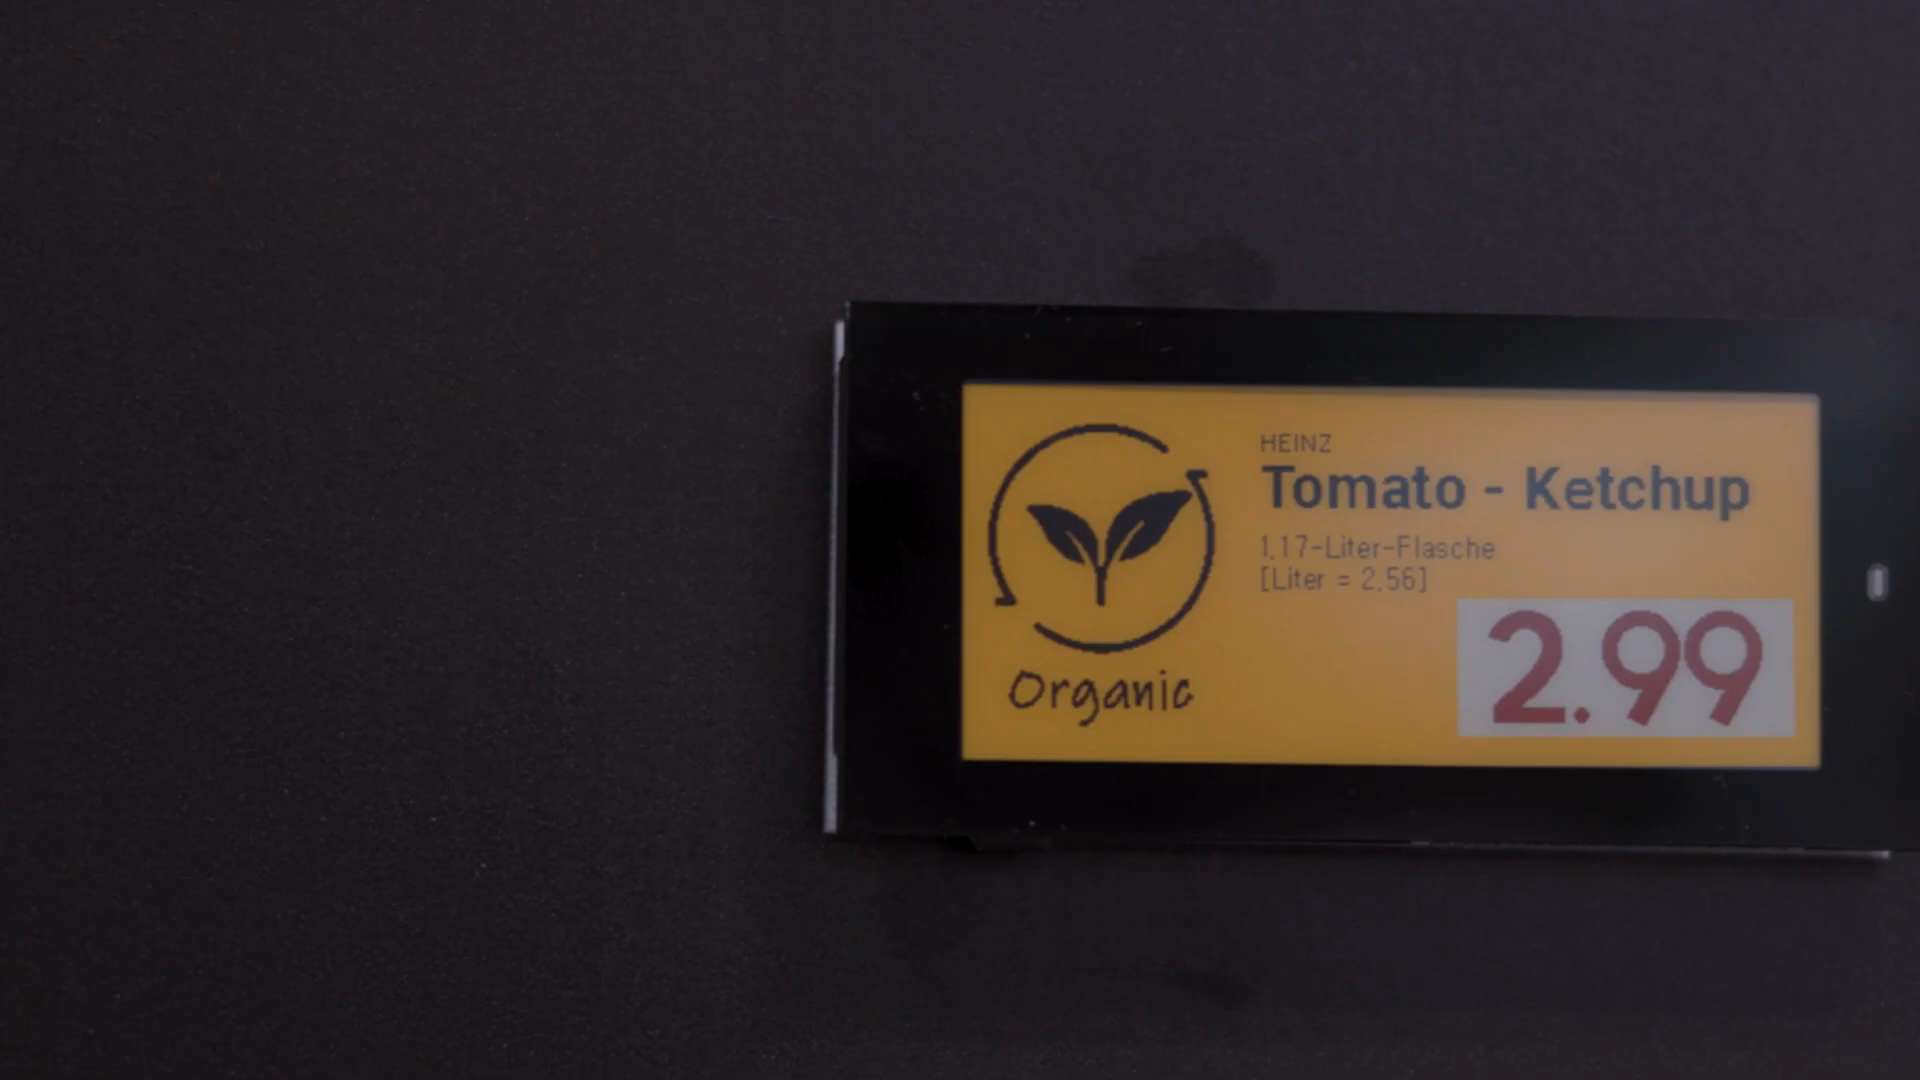 HEINZ
Tomato - Ketchup
1.17-Liter-Flasche
[Liter = 2.56]
2.99
Organic